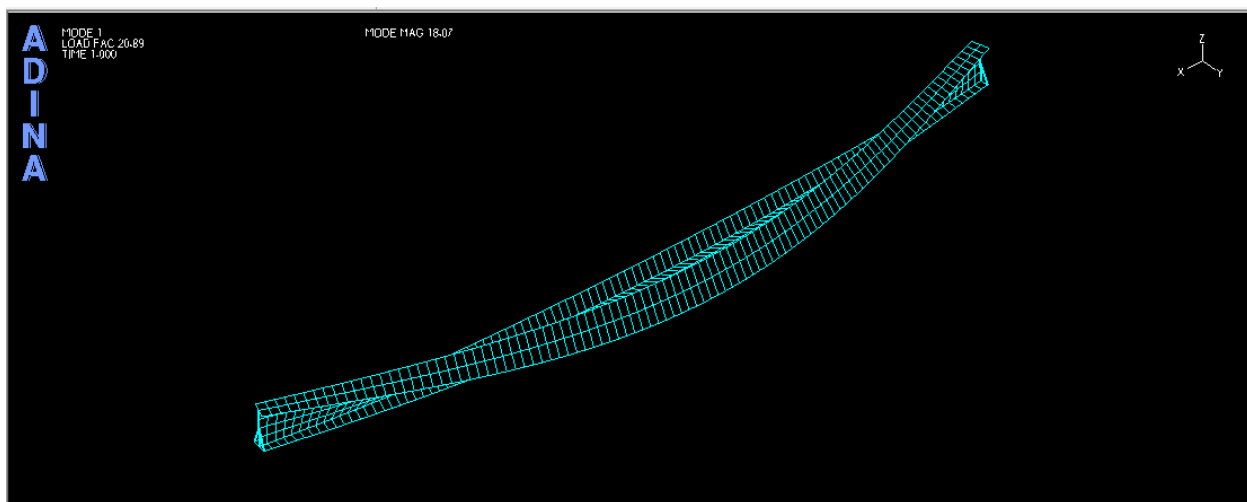 ADINA
MODE 1
LOAD FAC 20.89
TIME 1.000
MODE MAG 18.07
Z
X
Y